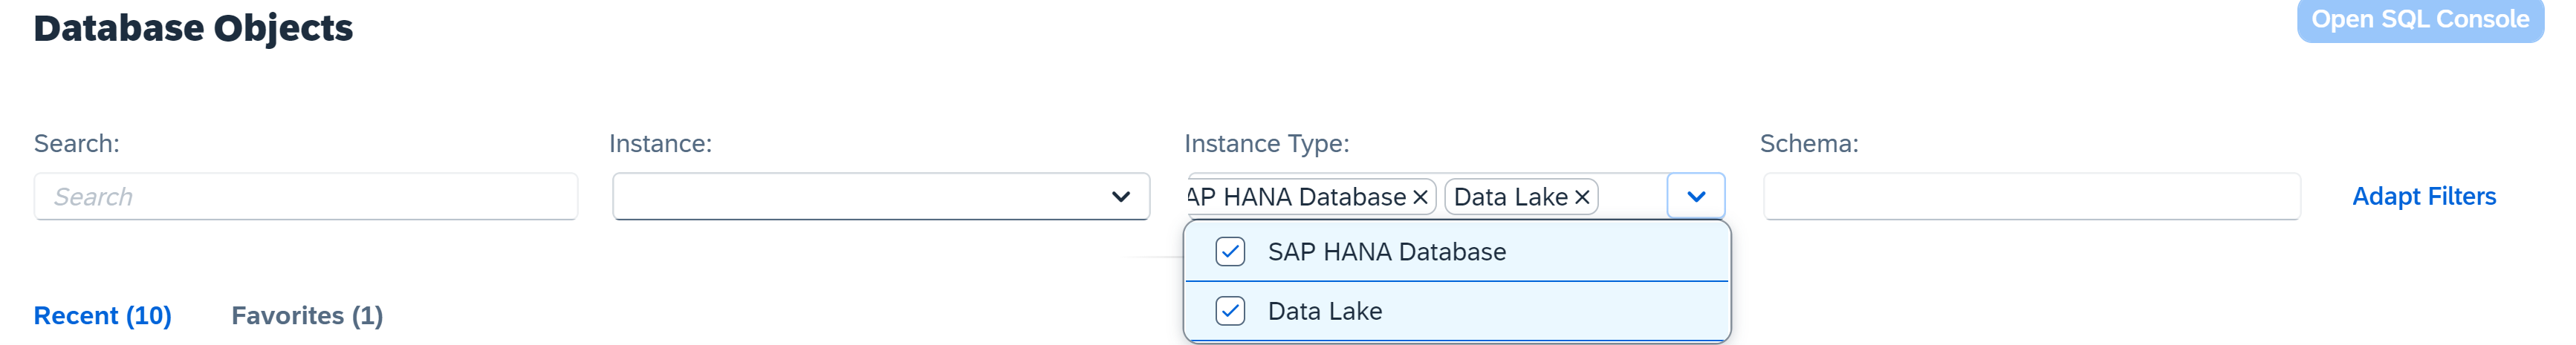 Database Objects
Open SQL Console
Search:
Instance:
Instance Type:
Schema:
Search
AP HANA Database
Data Lake
Adapt Filters
SAP HANA Database
Data Lake
Recent (10)
Favorites (1)